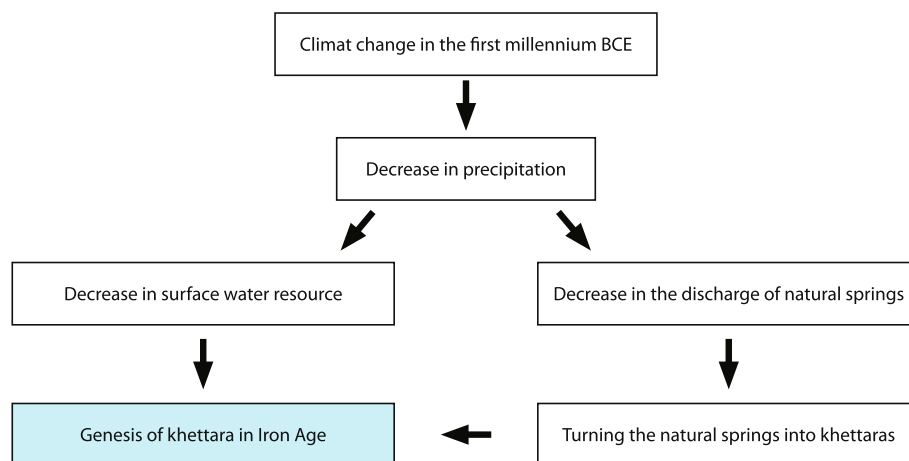 Climat change in the first millennium BCE
Decrease in precipitation
Decrease in surface water resource
Decrease in the discharge of natural springs
Genesis of khettara in Iron Age
Turning the natural springs into khettaras